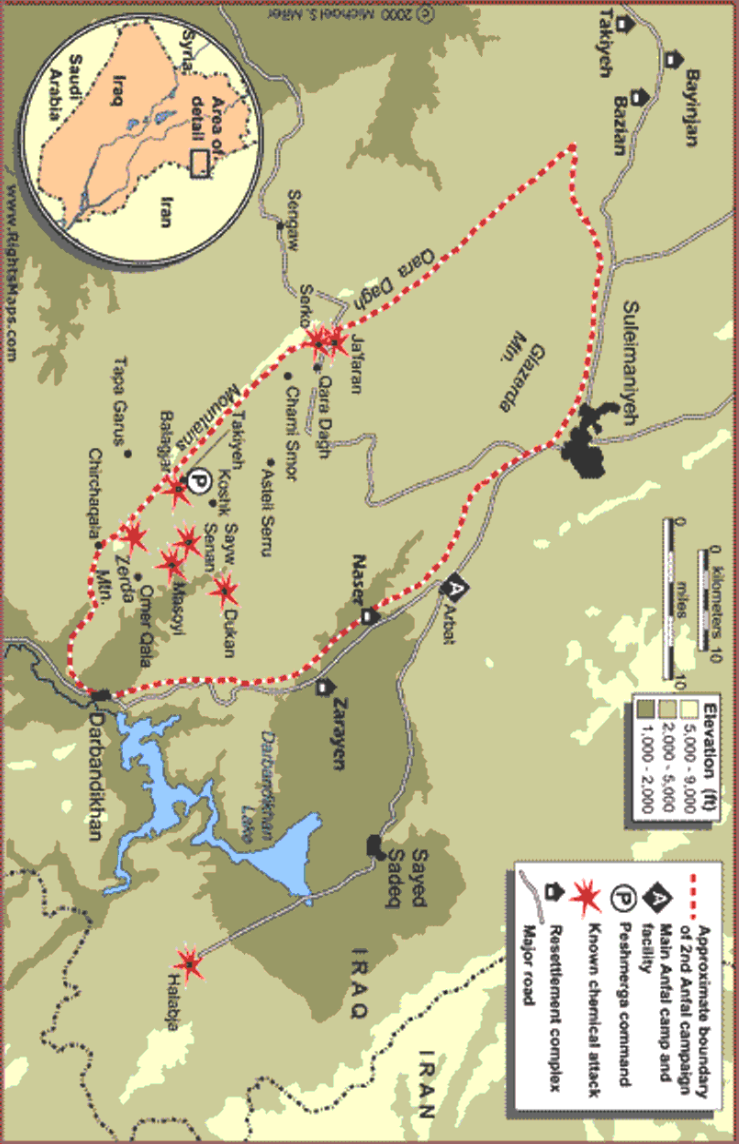 © 2000 Michael S. Miller
www.RightsMaps.com
Syria
Iraq
Saudi
Arabia
Area of
detail
Iran
Takiyeh
Bayinjan
Bazian
Sengaw
Qara Dagh
Mountains
Serko
Ja'faran
Qara Dagh
Glazerda
Mtn.
Suleimaniyeh
Chami Smor
Tapa Garus
Takiyeh
Balagjar
P
Koshk
Asteli Serru
Chirchaqala
Sayw
Senan
Zerda
Mtn.
Masoyi
Omer Qala
Dukan
Naser
A
Arbat
Zarayen
Darbandikhan
Darbandikhan
Lake
Sayed
Sadeq
Halabja
IRAQ
IRAN
0 kilometers 10
0 miles 10
Elevation (ft)
5,000 - 9,000
2,000 - 5,000
1,000 - 2,000
Approximate boundary
of 2nd Anfal campaign
A
Main Anfal camp and
facility
P
Peshmerga command
Known chemical attack
Resettlement complex
Major road